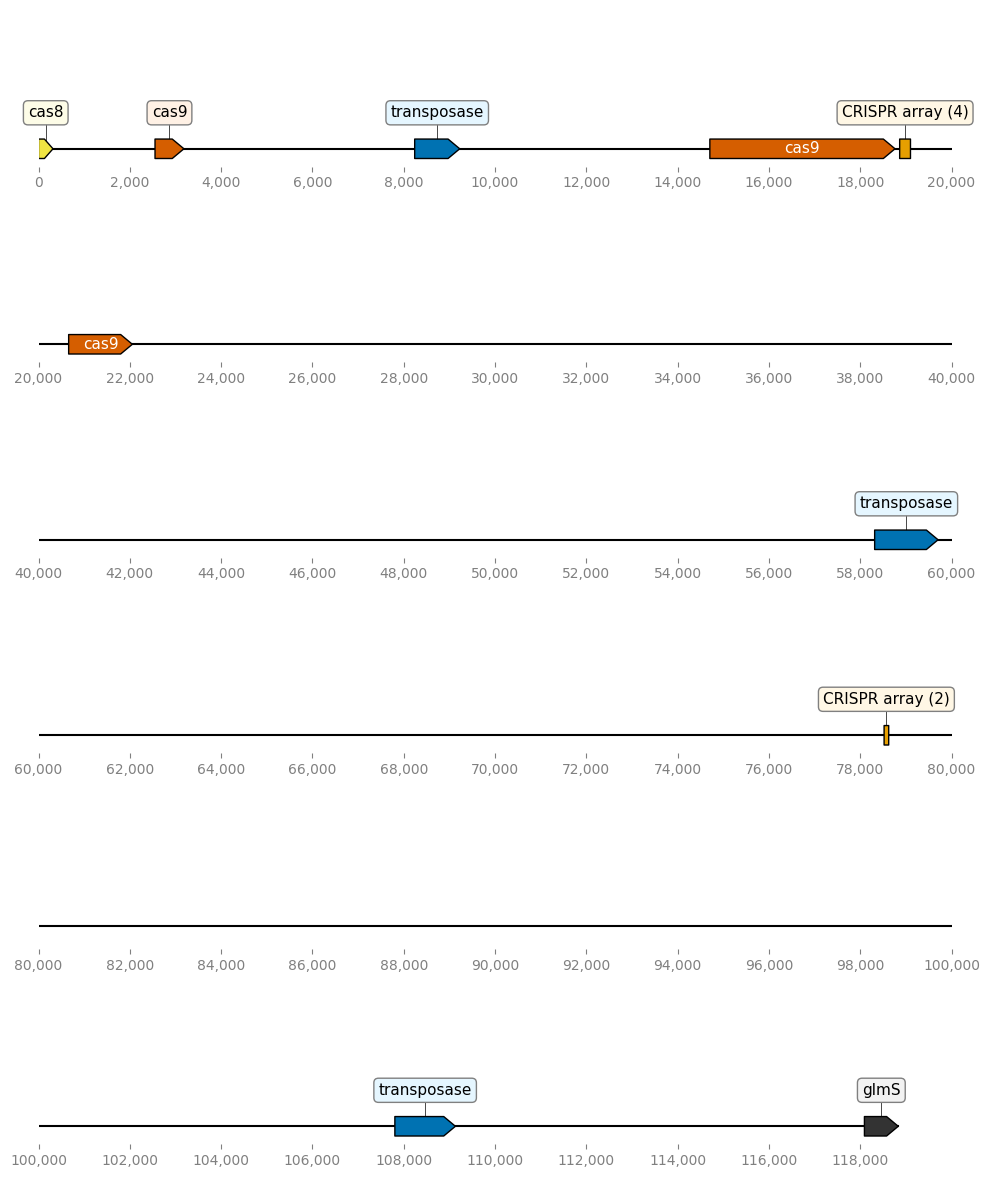 cas8 cas9 transposase CRISPR array (4)
cas9
0 2,000 4,000 6,000 8,000 10,000 12,000 14,000 16,000 18,000 20,000
cas9
20,000 22,000 24,000 26,000 28,000 30,000 32,000 34,000 36,000 38,000 40,000
transposase
40,000 42,000 44,000 46,000 48,000 50,000 52,000 54,000 56,000 58,000 60,000
CRISPR array (2)
60,000 62,000 64,000 66,000 68,000 70,000 72,000 74,000 76,000 78,000 80,000
80,000 82,000 84,000 86,000 88,000 90,000 92,000 94,000 96,000 98,000 100,000
transposase glmS
100,000 102,000 104,000 106,000 108,000 110,000 112,000 114,000 116,000 118,000